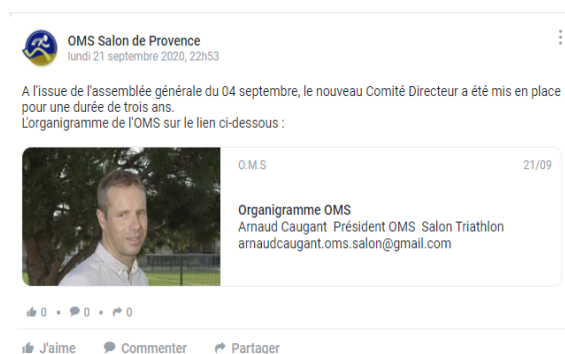 OMS Salon de Provence
lundi 21 septembre 2020, 22h53
A l'issue de l'assemblée générale du 04 septembre, le nouveau Comité Directeur a été mis en place
pour une durée de trois ans.
L'organigramme de l'OMS sur le lien ci-dessous :
O.M.S 21/09
Organigramme OMS
Arnaud Caugant Président OMS Salon Triathlon
arnaudcaugant.oms.salon@gmail.com
0 • 0 • 0
J'aime Commenter Partager